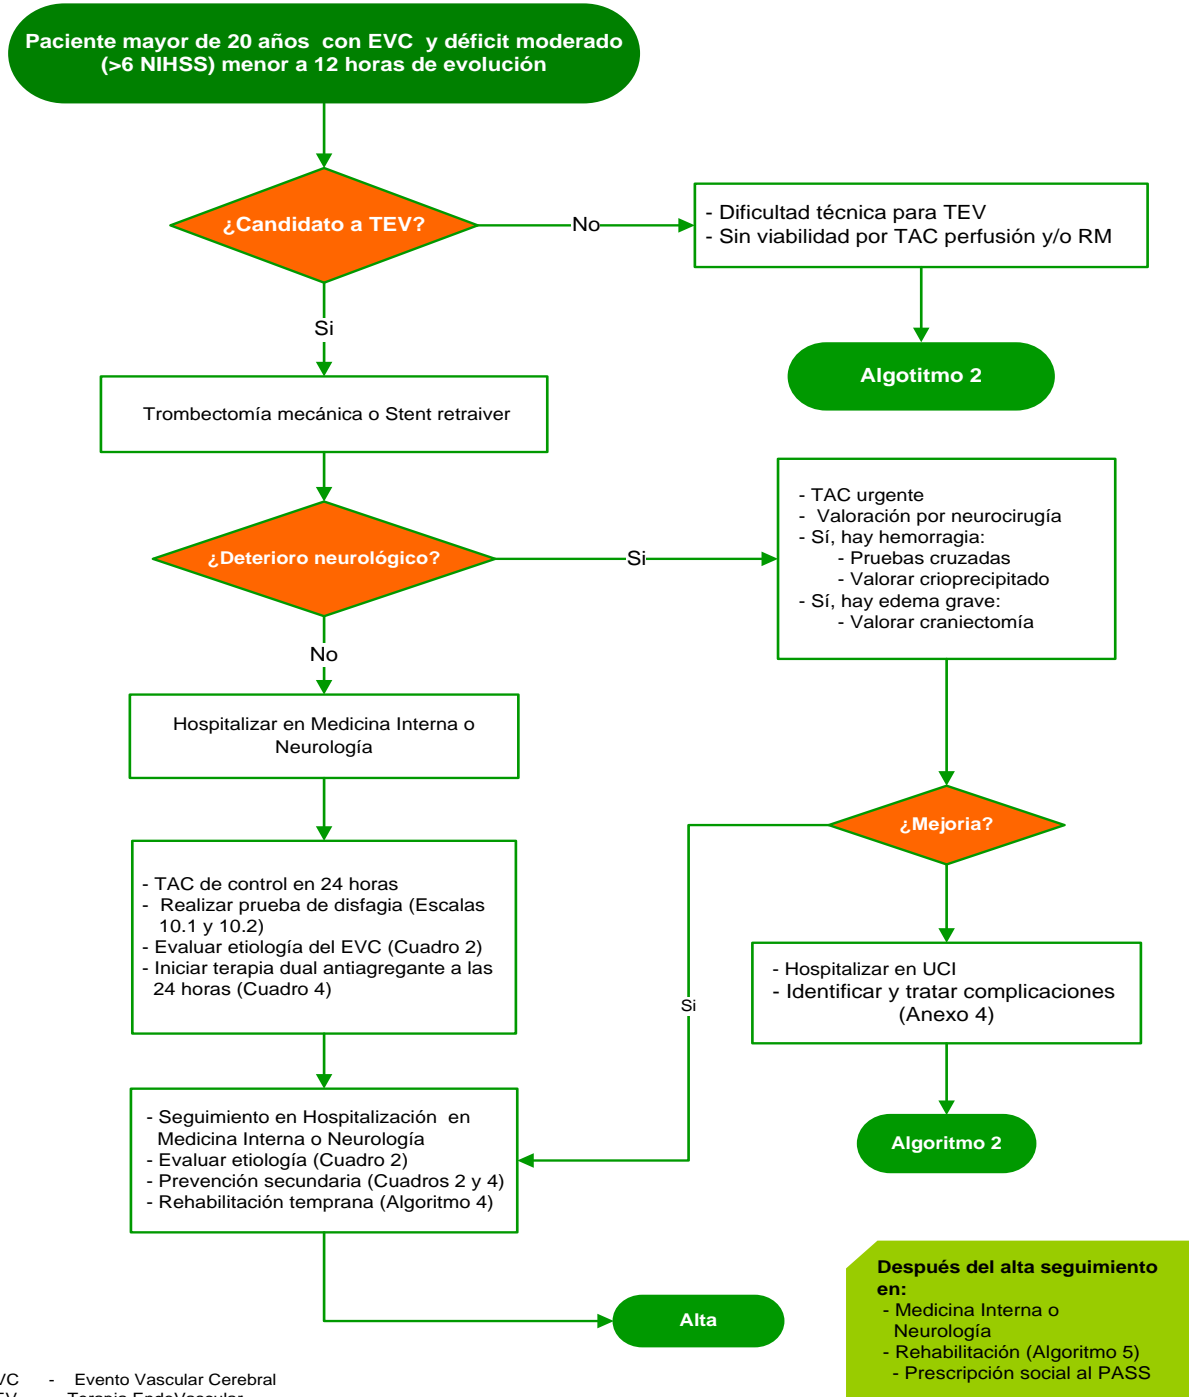 Paciente mayor de 20 años con EVC y déficit moderado
(>6 NIHSS) menor a 12 horas de evolución
¿Candidato a TEV?
No
- Dificultad técnica para TEV
- Sin viabilidad por TAC perfusión y/o RM
Si
Algotitmo 2
Trombectomía mecánica o Stent retraiver
¿Deterioro neurológico?
Si
- TAC urgente
- Valoración por neurocirugía
- Sí, hay hemorragia:
- Pruebas cruzadas
- Valorar crioprecipitado
- Sí, hay edema grave:
- Valorar craniectomía
No
Hospitalizar en Medicina Interna o
Neurología
¿Mejoria?
- TAC de control en 24 horas
- Realizar prueba de disfagia (Escalas
10.1 y 10.2)
- Evaluar etiología del EVC (Cuadro 2)
- Iniciar terapia dual antiagregante a las
24 horas (Cuadro 4)
Si
- Hospitalizar en UCI
- Identificar y tratar complicaciones
(Anexo 4)
- Seguimiento en Hospitalización en
Medicina Interna o Neurología
- Evaluar etiología (Cuadro 2)
- Prevención secundaria (Cuadros 2 y 4)
- Rehabilitación temprana (Algoritmo 4)
Algoritmo 2
Alta
Después del alta seguimiento
en:
- Medicina Interna o
Neurología
- Rehabilitación (Algoritmo 5)
- Prescripción social al PASS
VC - Evento Vascular Cerebral
Terapia EndoVascular